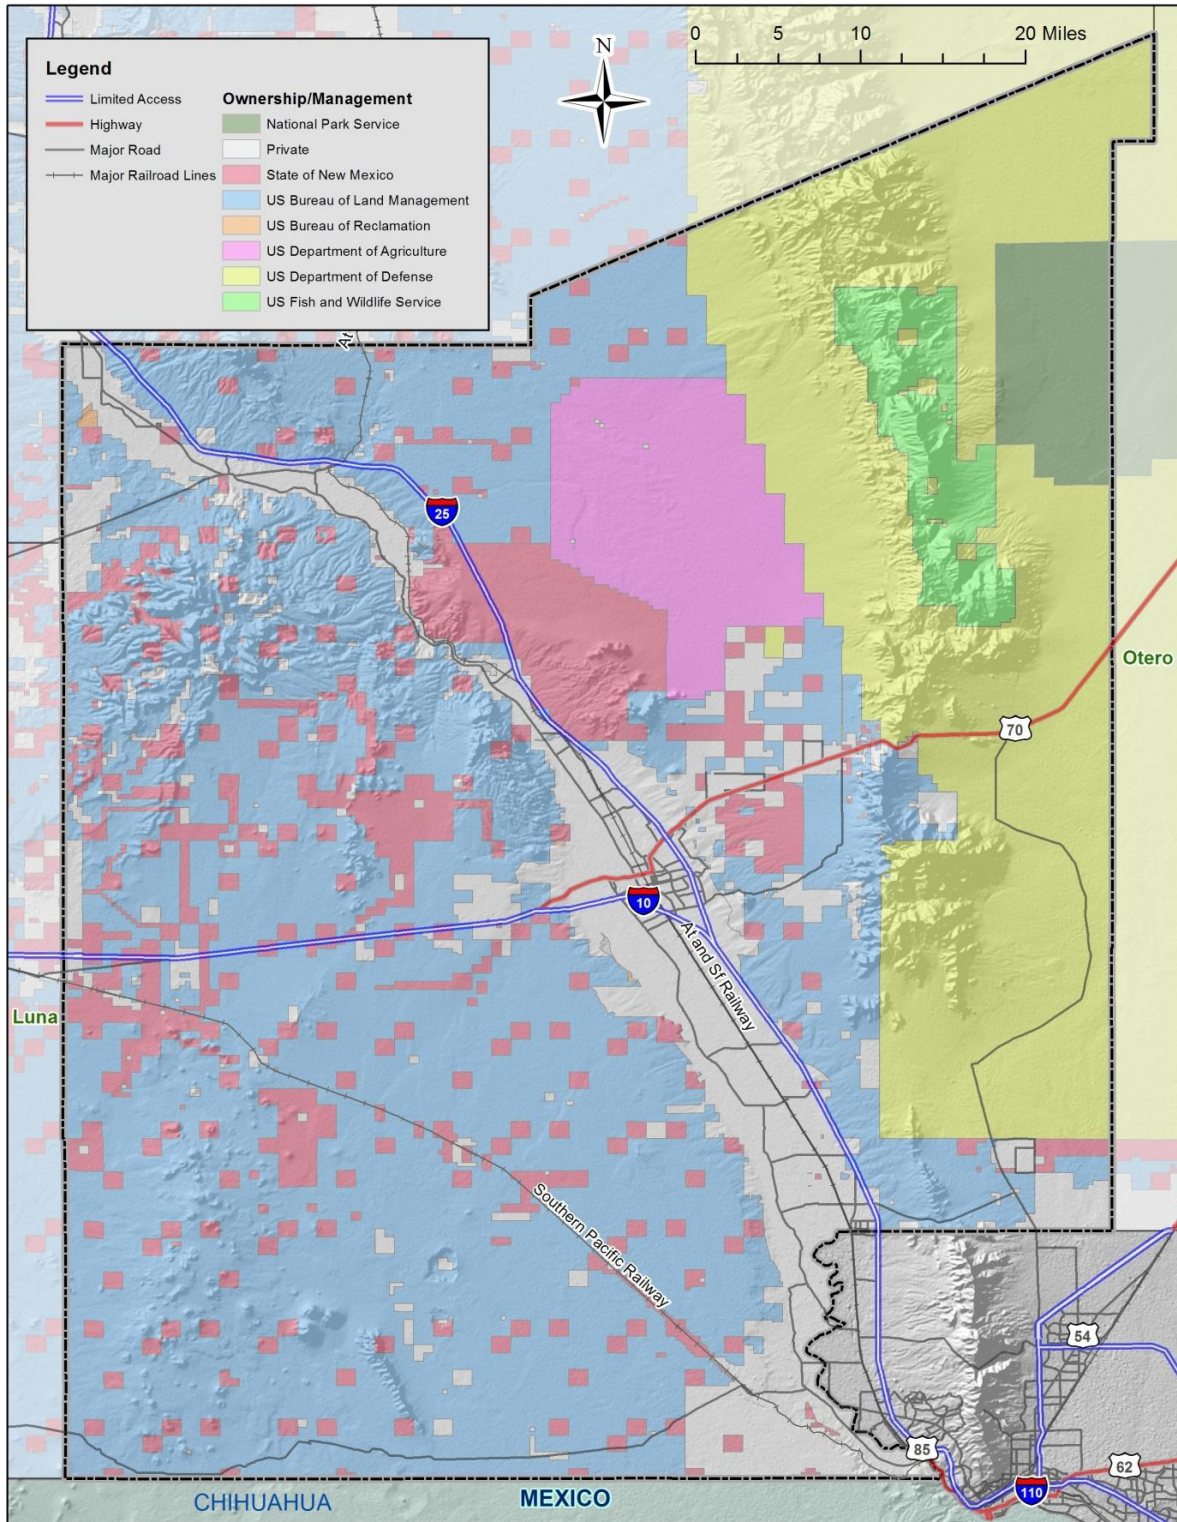 0 10 20 Miles
N
Legend
Limited Access
Highway
Major Road
Major Railroad Lines
Ownership/Management
National Park Service
Private
State of New Mexico
US Bureau of Land Management
US Bureau of Reclamation
US Department of Agriculture
US Department of Defense
US Fish and Wildlife Service
At
25
Otero
70
10
At and Sf Railway
Luna
Southern Pacific Railway
54
85
62
110
CHIHUAHUA
MEXICO